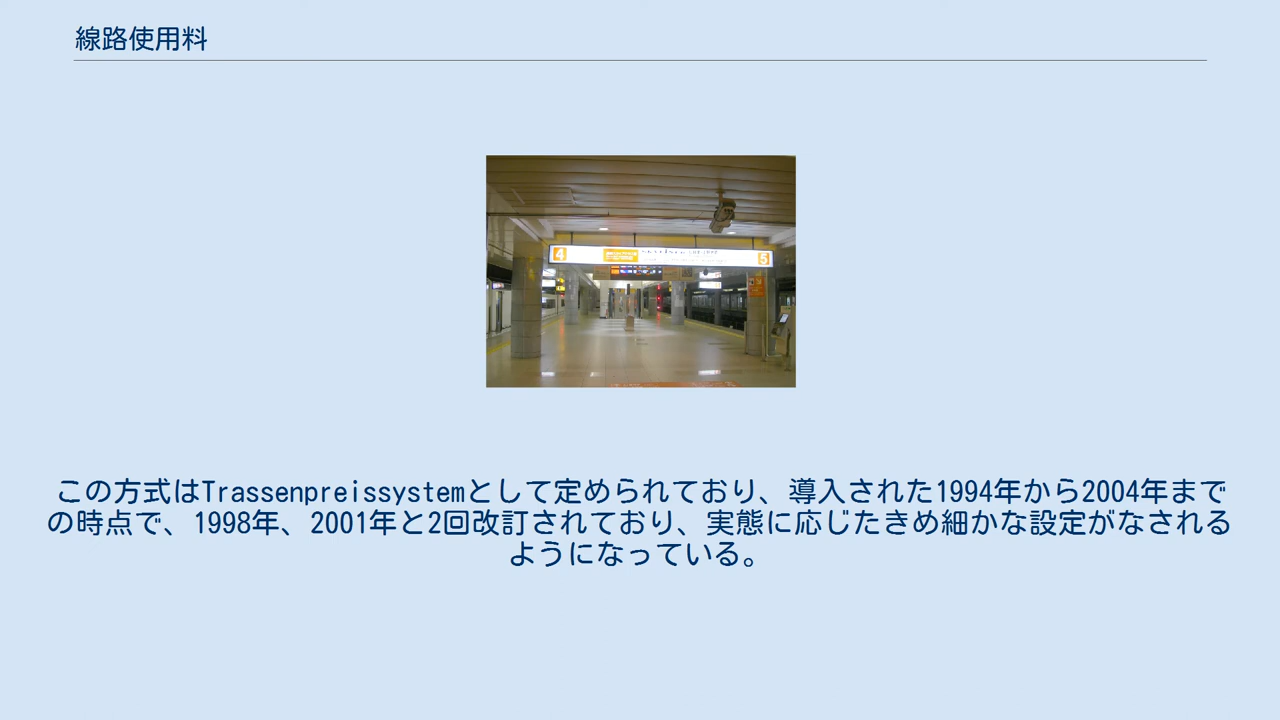 線路使用料
4
5
この方式はTrassenpreissystemとして定められており、導入された1994年から2004年まで
の時点で、1998年、2001年と2回改訂されており、実態に応じたきめ細かな設定がなされる
ようになっている。